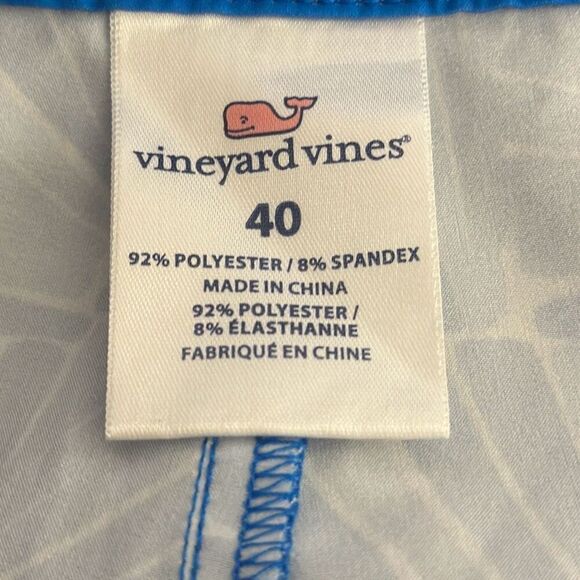 vineyard vines®
40
92% POLYESTER / 8% SPANDEX
MADE IN CHINA
92% POLYESTER /
8% ÉLASTHANNE
FABRIQUÉ EN CHINE